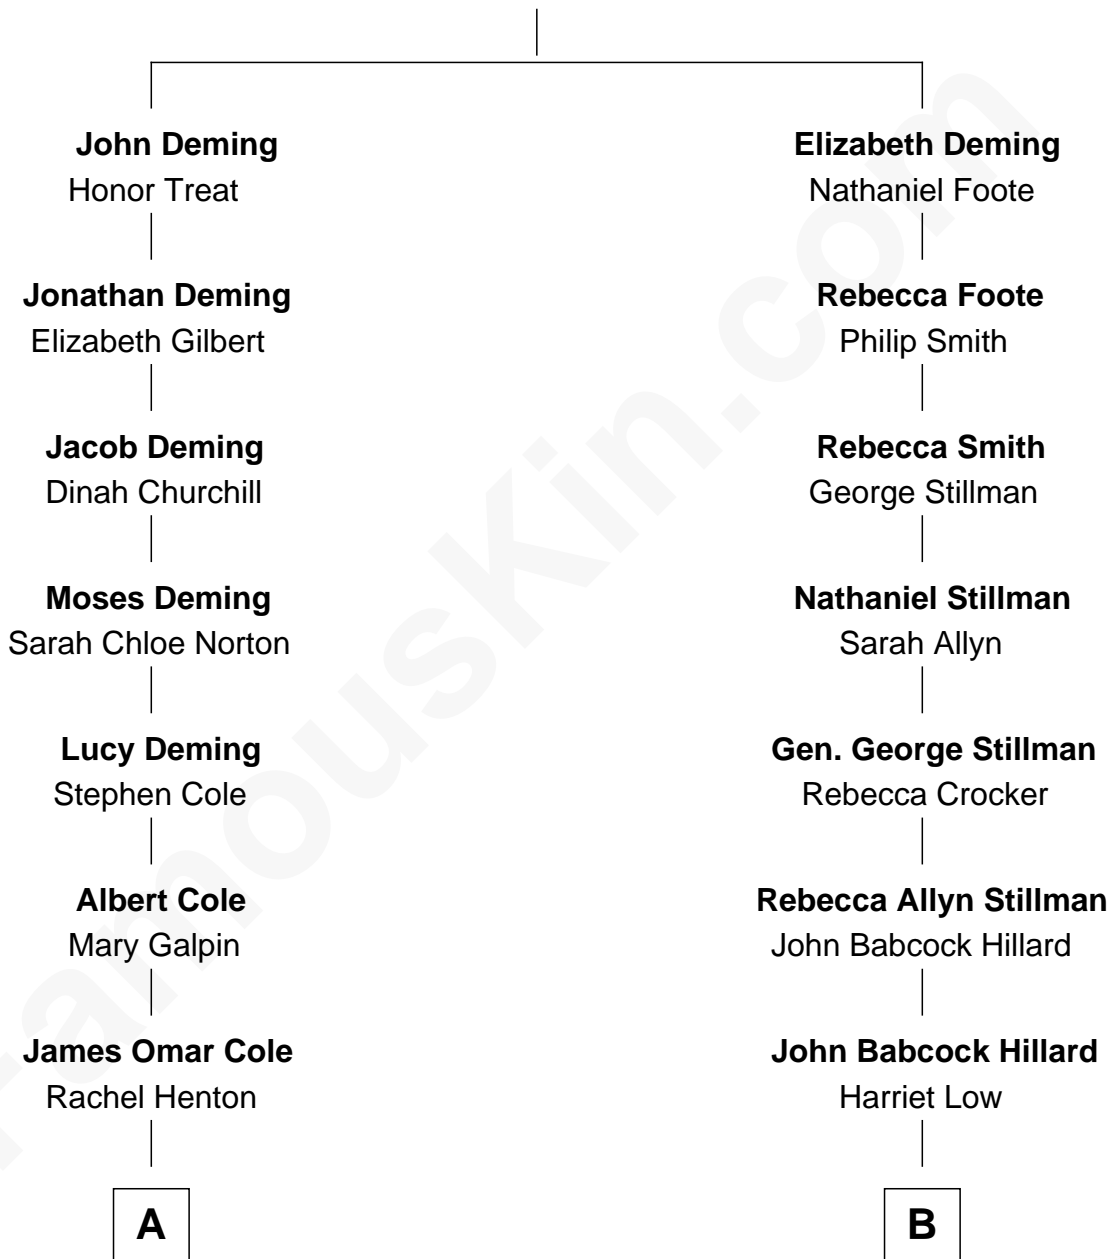 John Deming
Honor Treat
Elizabeth Deming
Nathaniel Foote
Jonathan Deming
Elizabeth Gilbert
Rebecca Foote
Philip Smith
Jacob Deming
Dinah Churchill
Rebecca Smith
George Stillman
Moses Deming
Sarah Chloe Norton
Nathaniel Stillman
Sarah Allyn
Lucy Deming
Stephen Cole
Gen. George Stillman
Rebecca Crocker
Albert Cole
Mary Galpin
Rebecca Allyn Stillman
John Babcock Hillard
James Omar Cole
Rachel Henton
John Babcock Hillard
Harriet Low
A
B
FamousKin.com